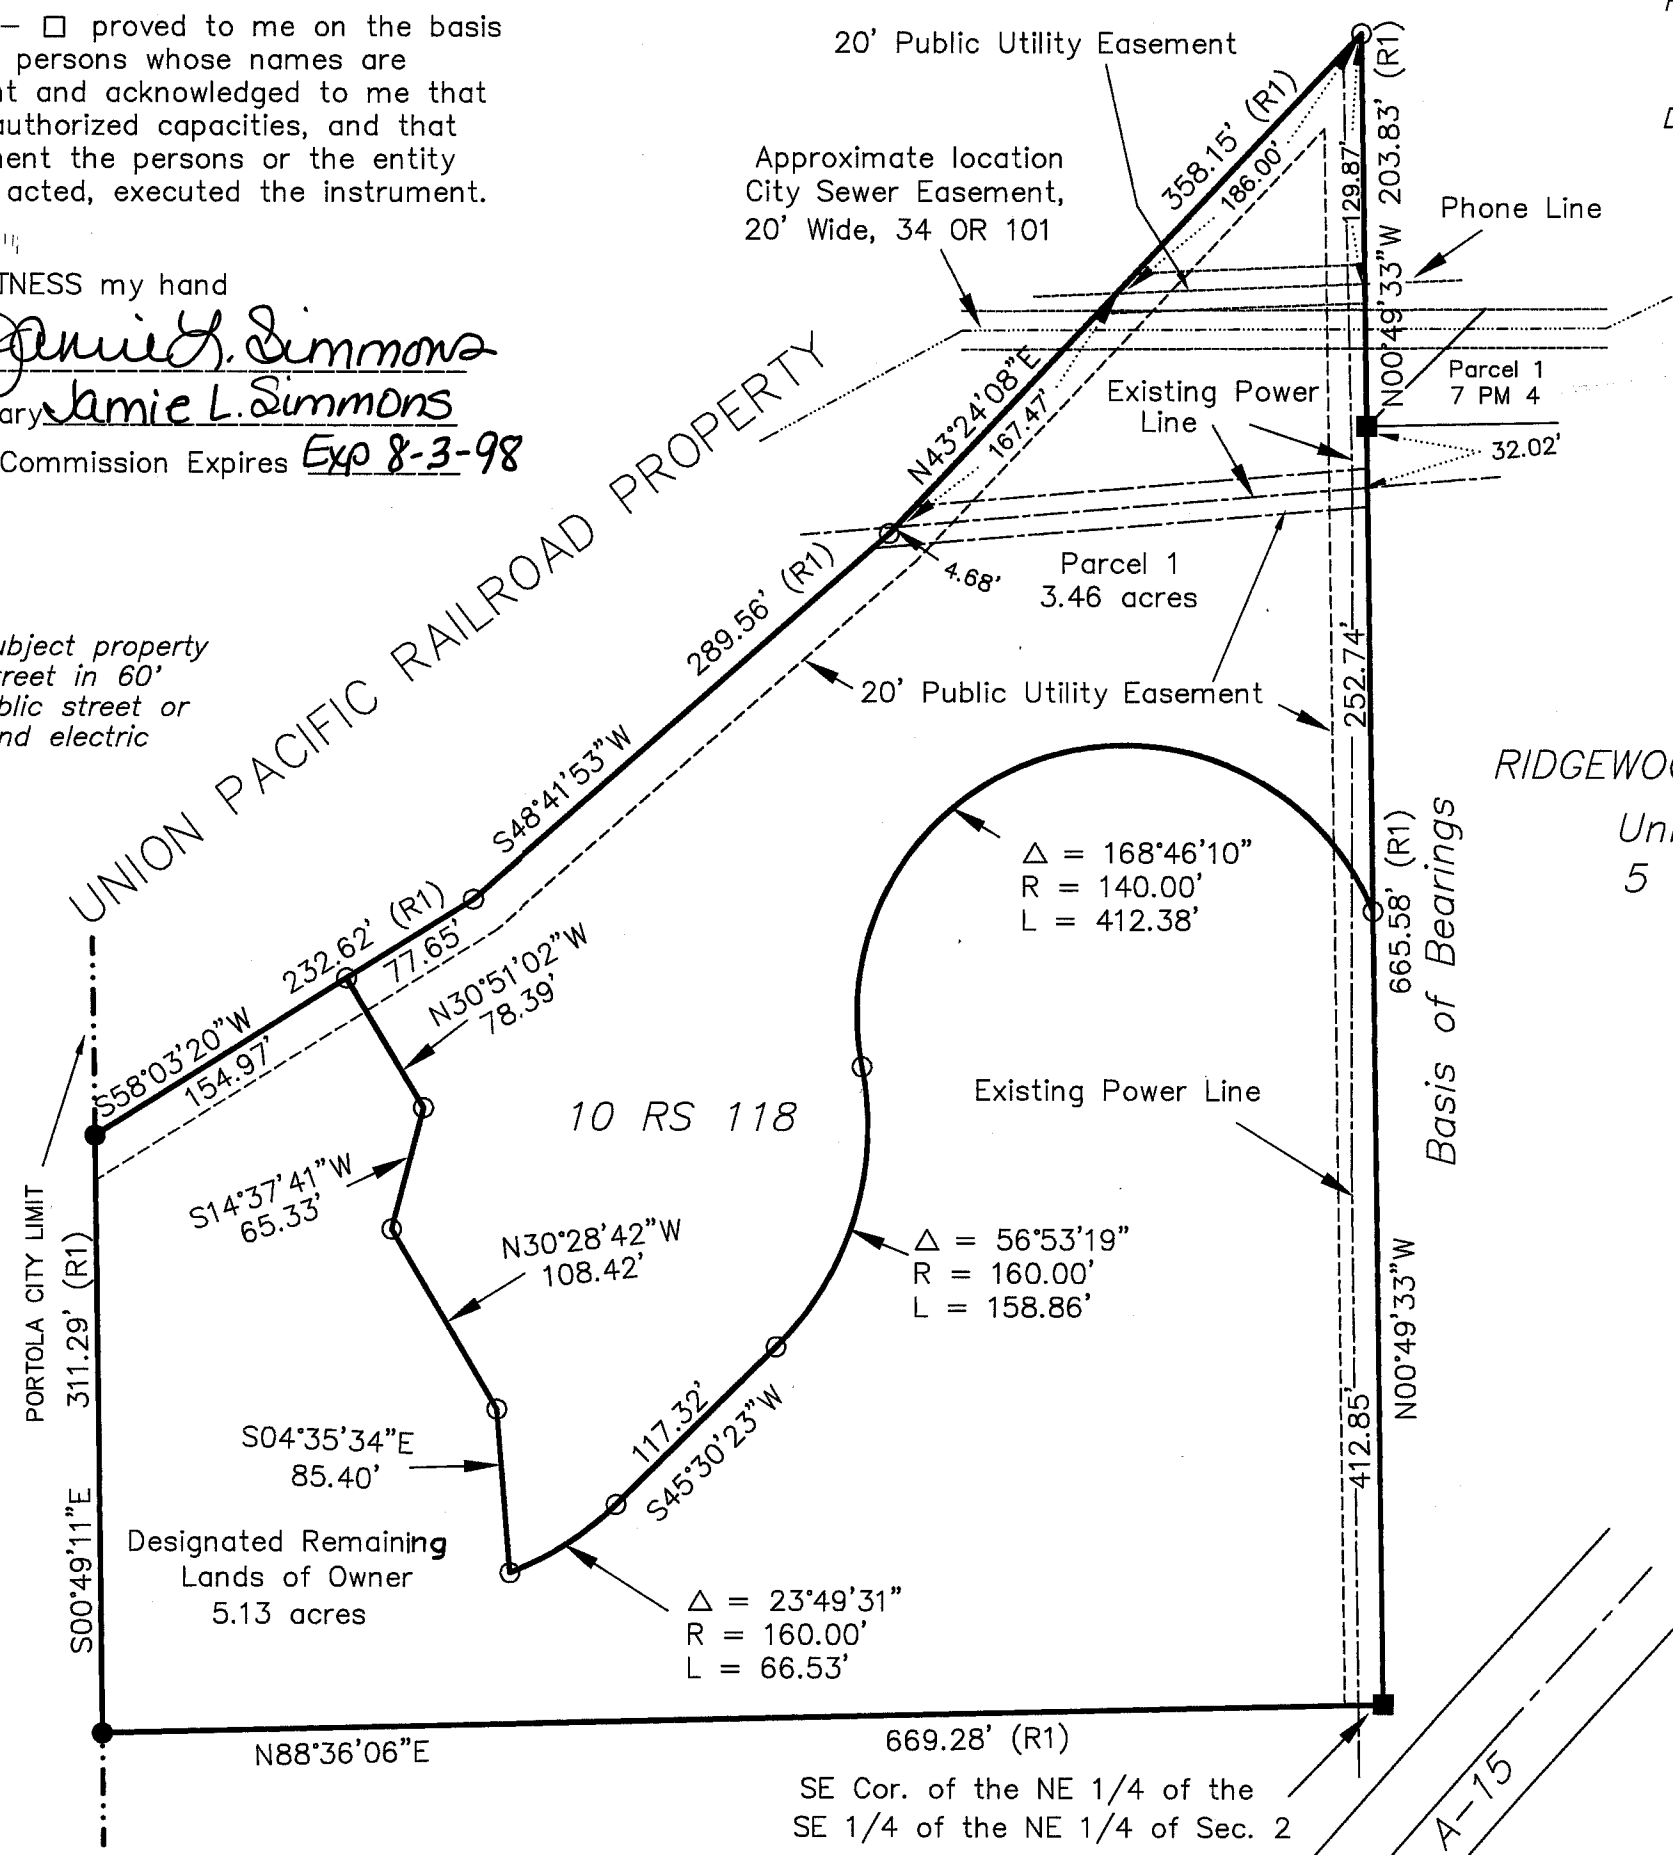 — □ proved to me on the basis
persons whose names are
nt and acknowledged to me that
authorized capacities, and that
ment the persons or the entity
acted, executed the instrument.
TNESS my hand
Jamie L. Simmons
ary Jamie L. Simmons
Commission Expires Exp 8-3-98
ubject property
reet in 60'
blic street or
nd electric
20' Public Utility Easement
Approximate location
City Sewer Easement,
20' Wide, 34 OR 101
358.15' (R1)
186.00'
129.87'
N00°49'33"W 203.83' (R1)
Phone Line
Parcel 1
7 PM 4
32.02'
Existing Power
Line
N43°24'08"E
167.47'
4.68'
Parcel 1
3.46 acres
UNION PACIFIC RAILROAD PROPERTY
289.56' (R1)
S48°41'53"W
20' Public Utility Easement
252.74'
RIDGEWOO
Uni
5
Δ = 168°46'10"
R = 140.00'
L = 412.38'
665.58' (R1)
Basis of Bearings
232.62' (R1)
77.65'
S58°03'20"W
154.97'
N30°51'02"W
78.39'
10 RS 118
Existing Power Line
S14°37'41"W
65.33'
PORTOLA CITY LIMIT
311.29' (R1)
S00°49'11"E
N30°28'42"W
108.42'
Δ = 56°53'19"
R = 160.00'
L = 158.86'
N00°49'33"W
412.85'
117.32'
S45°30'23"W
S04°35'34"E
85.40'
Designated Remaining
Lands of Owner
5.13 acres
Δ = 23°49'31"
R = 160.00'
L = 66.53'
N88°36'06"E
669.28' (R1)
SE Cor. of the NE 1/4 of the
SE 1/4 of the NE 1/4 of Sec. 2
A-15